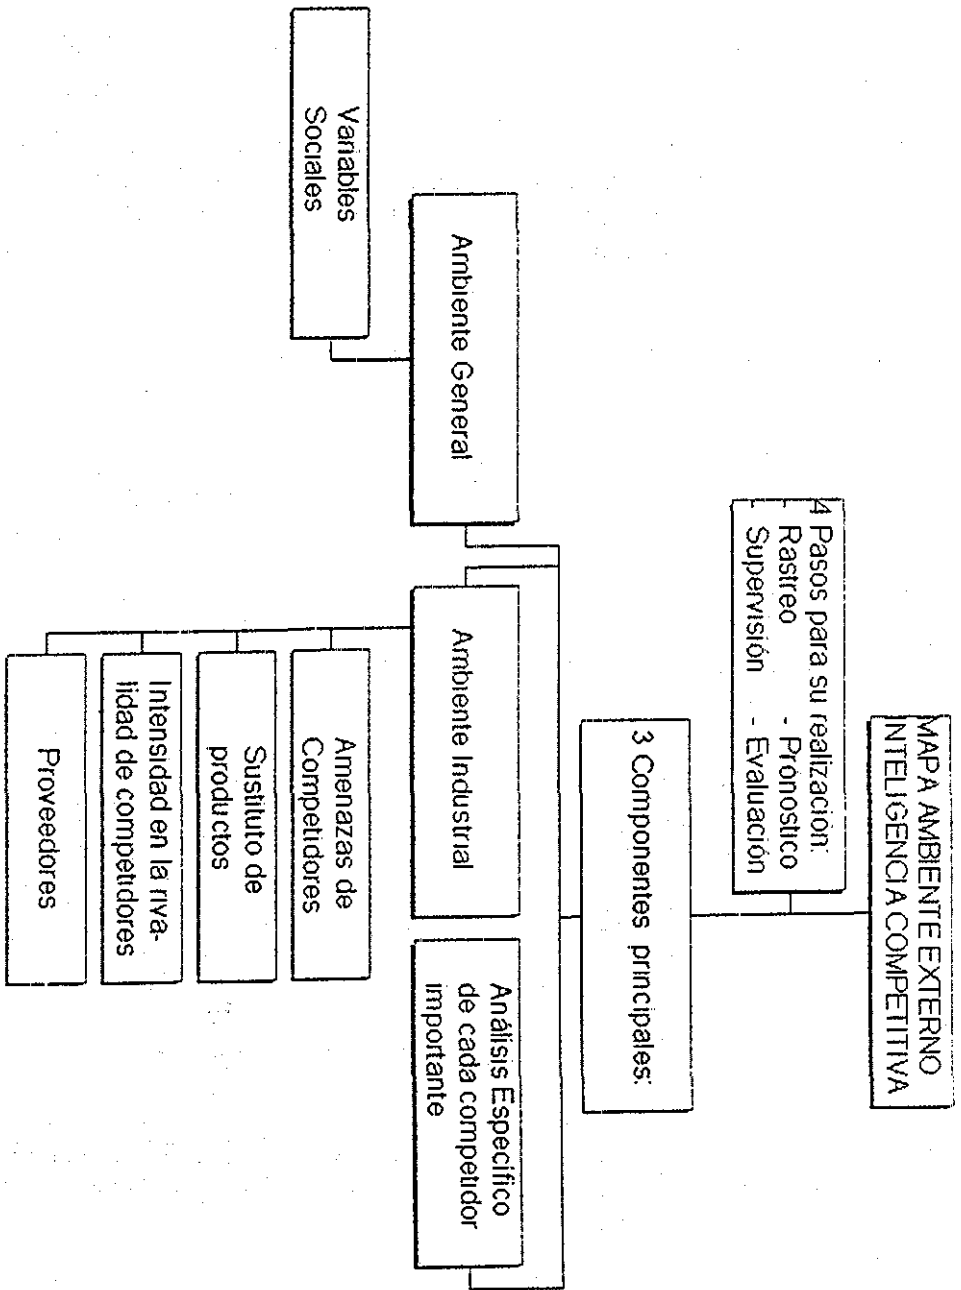 MAPA AMBIENTE EXTERNO
INTELIGENCIA COMPETITIVA
4 Pasos para su realización:
- Rastreo - Pronostico
- Supervisión - Evaluación
3 Componentes principales:
Ambiente General
Variables
Sociales
Ambiente Industrial
Amenazas de
Competidores
Sustituto de
productos
Intensidad en la riva-
lidad de competidores
Proveedores
Análisis Especifico
de cada competidor
importante